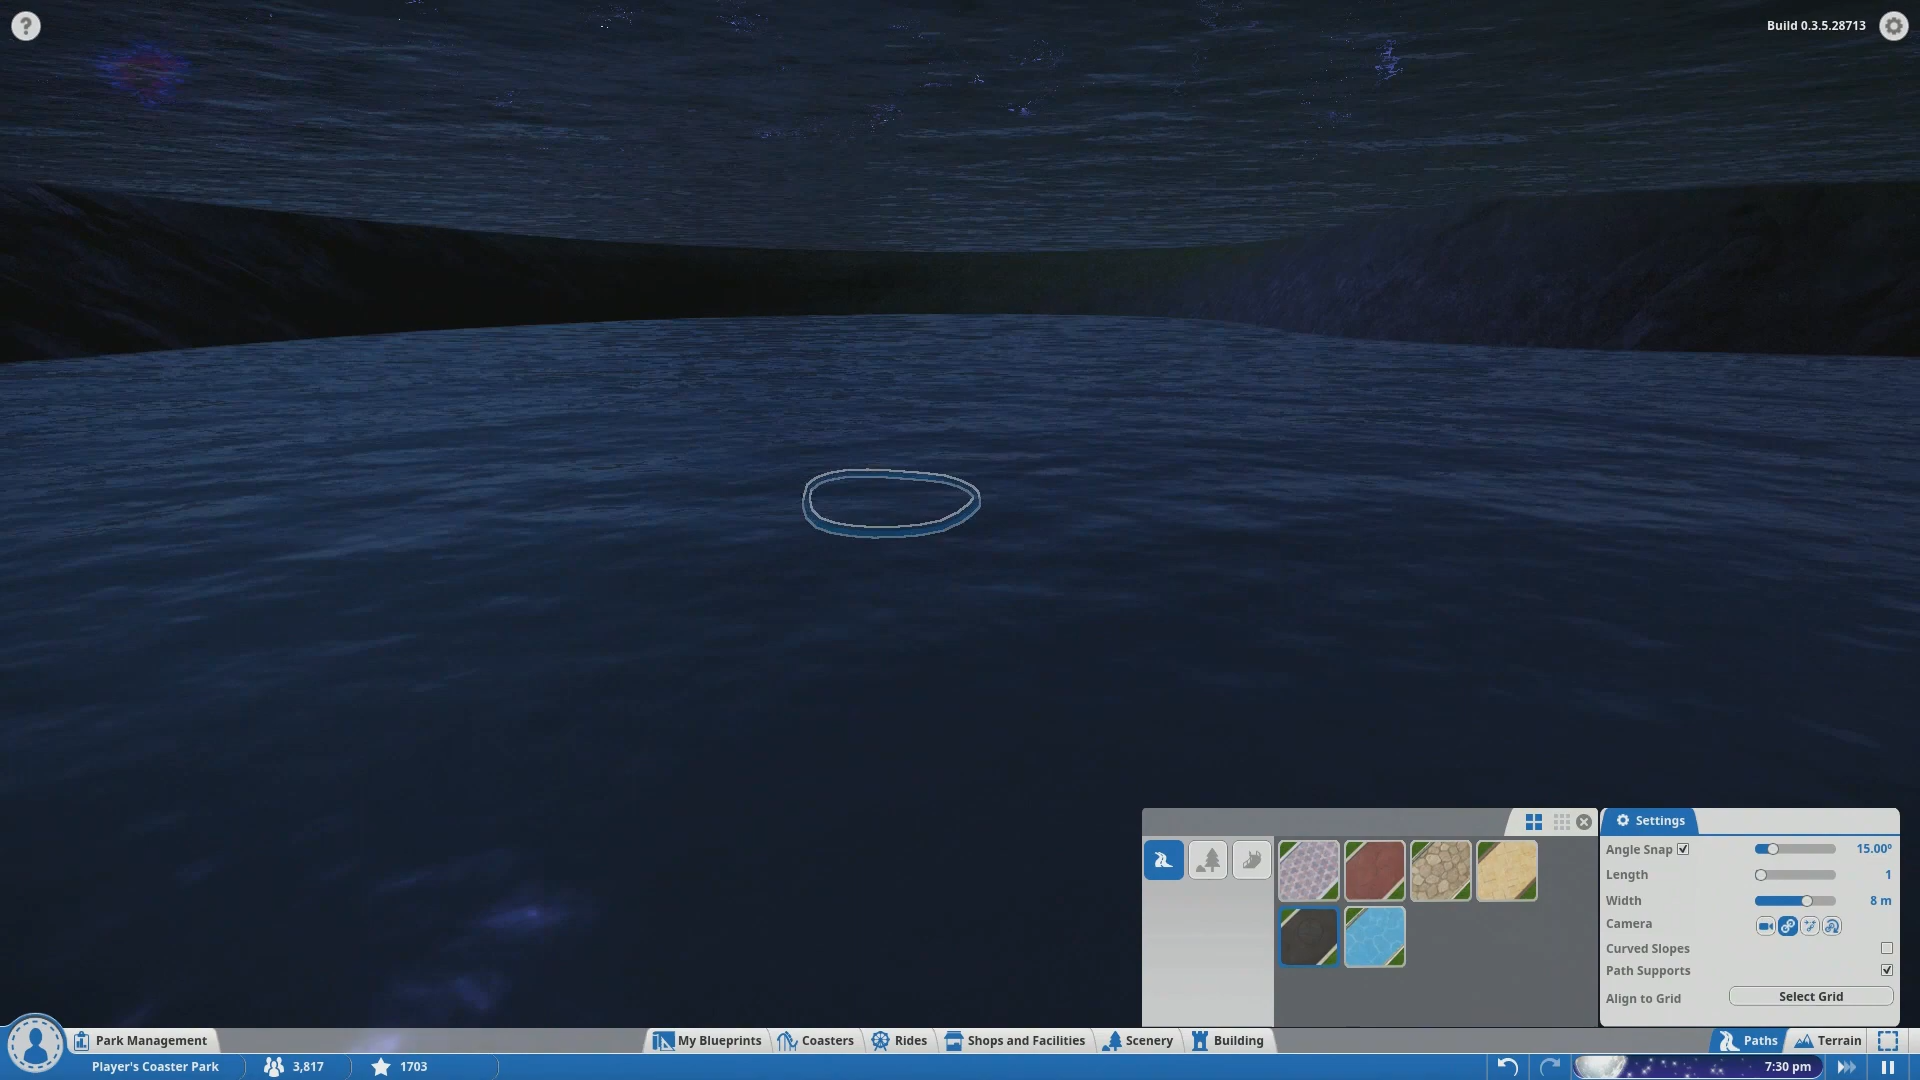 ?
Build 0.3.5.28713
Settings
Angle Snap 15.00º
Length 1
Width 8 m
Camera
Curved Slopes
Path Supports
Align to Grid Select Grid
Park Management My Blueprints Coasters Rides Shops and Facilities Scenery Building Paths Terrain
Player's Coaster Park 3,817 1703 7:30 pm